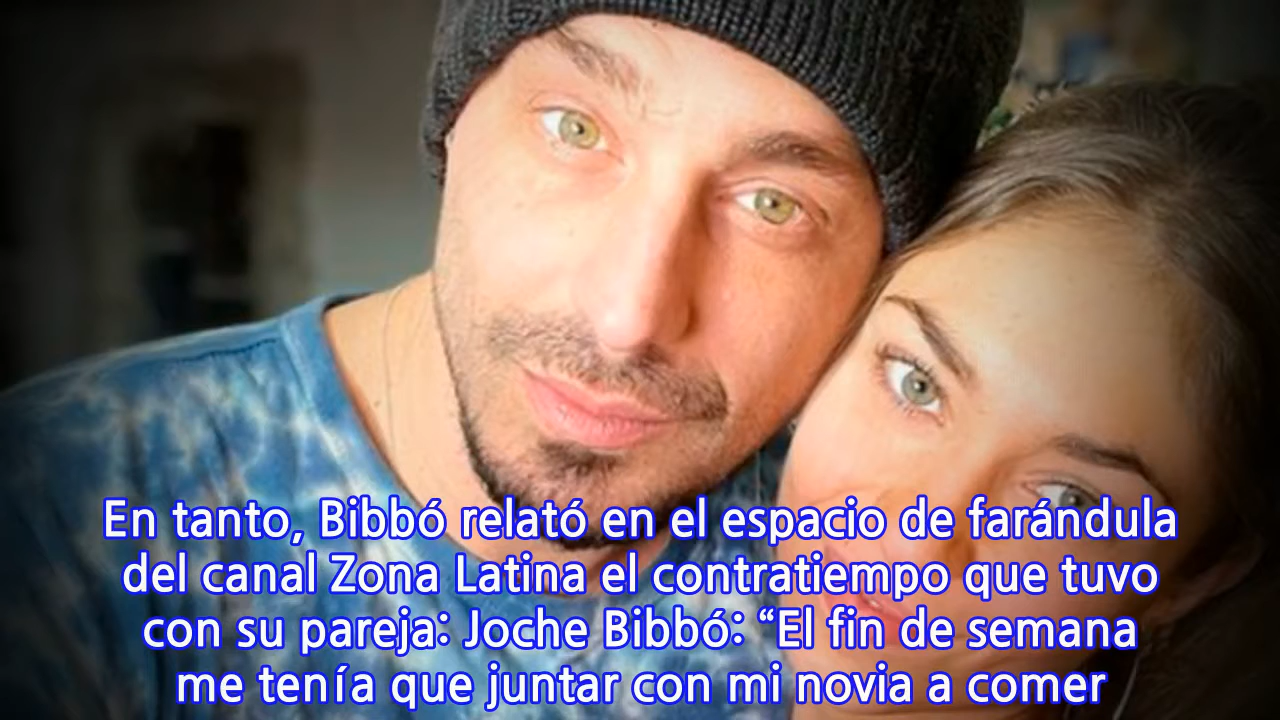 En tanto, Bibbó relató en el espacio de farándula
del canal Zona Latina el contratiempo que tuvo
con su pareja: Joche Bibbó: “El fin de semana
me tenía que juntar con mi novia a comer